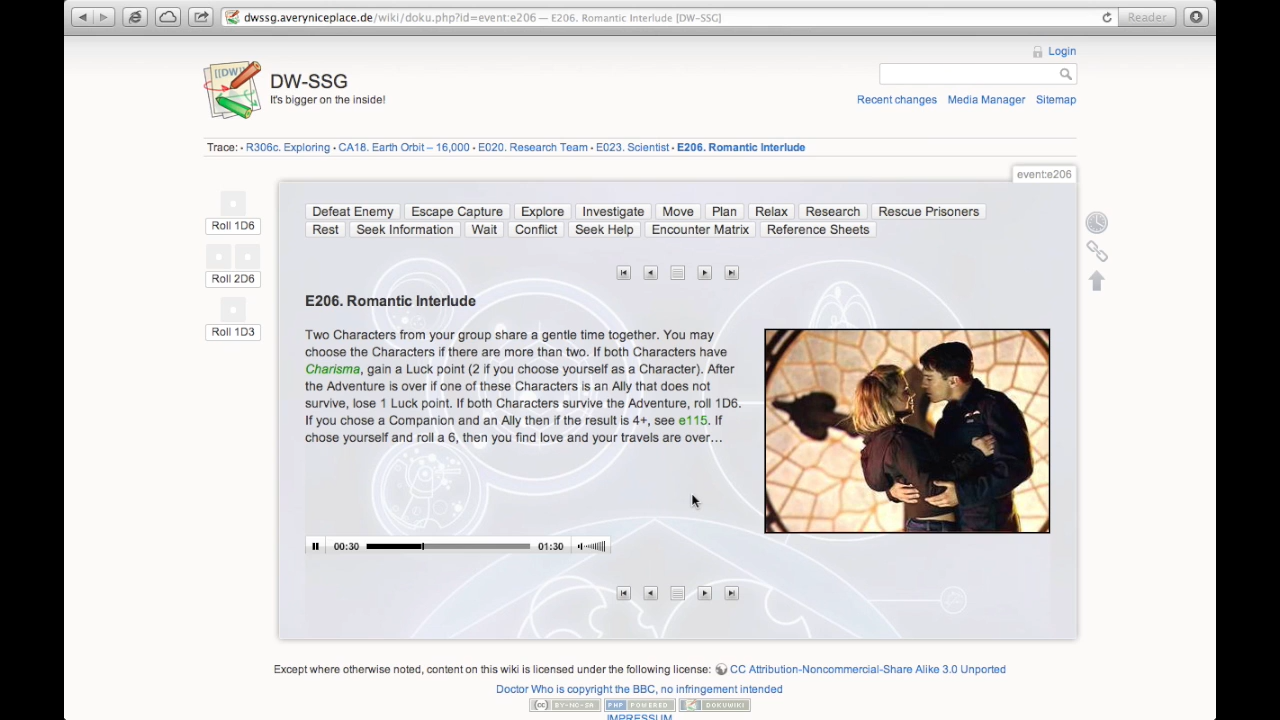 dwssg.averyniceplace.de/wiki/doku.php?id=event:e206 — E206. Romantic Interlude [DW-SSG]
Reader
Login
[[DW]]
DW-SSG
It's bigger on the inside!
Recent changes Media Manager Sitemap
Trace: • R306c. Exploring • CA18. Earth Orbit – 16,000 • E020. Research Team • E023. Scientist • E206. Romantic Interlude
event:e206
Roll 1D6
Roll 2D6
Roll 1D3
Defeat Enemy Escape Capture Explore Investigate Move Plan Relax Research Rescue Prisoners
Rest Seek Information Wait Conflict Seek Help Encounter Matrix Reference Sheets
E206. Romantic Interlude
Two Characters from your group share a gentle time together. You may
choose the Characters if there are more than two. If both Characters have
Charisma, gain a Luck point (2 if you choose yourself as a Character). After
the Adventure is over if one of these Characters is an Ally that does not
survive, lose 1 Luck point. If both Characters survive the Adventure, roll 1D6.
If you chose a Companion and an Ally then if the result is 4+, see e115. If
chose yourself and roll a 6, then you find love and your travels are over…
00:30 01:30
Except where otherwise noted, content on this wiki is licensed under the following license: CC Attribution-Noncommercial-Share Alike 3.0 Unported
Doctor Who is copyright the BBC, no infringement intended
(cc) BY-NC-SA PHP POWERED DOKUWIKI
IMPRESSUM